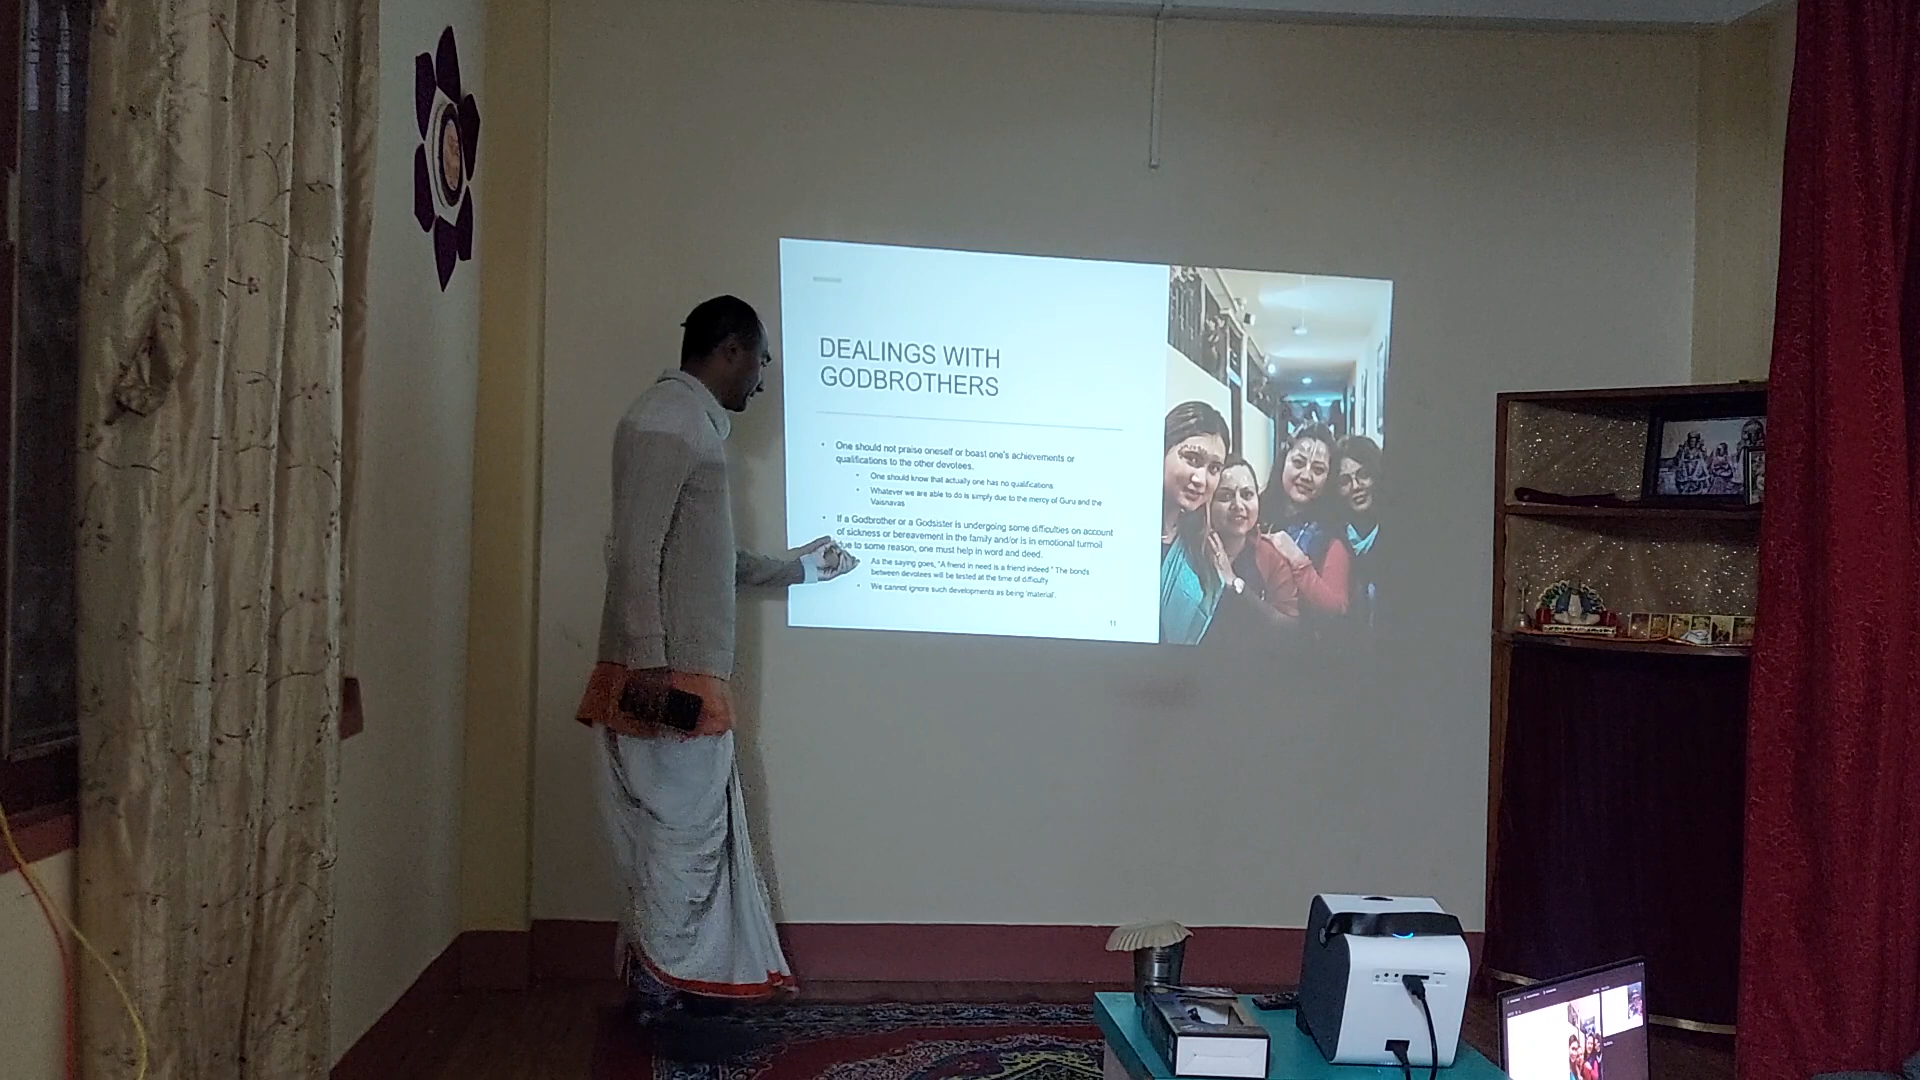 DEALINGS WITH
GODBROTHERS
• One should not praise oneself or boast one's achievements or
qualifications to the other devotees.
• One should know that actually one has no qualifications
• Whatever we are able to do is simply due to the mercy of Guru and the
Vaisnavas
• If a Godbrother or a Godsister is undergoing some difficulties on account
of sickness or bereavement in the family and/or is in emotional turmoil
due to some reason, one must help in word and deed.
As the saying goes, "A friend in need is a friend indeed." The bonds
between devotees will be tested at the time of difficulty
• We cannot ignore such developments as being 'material'.
11